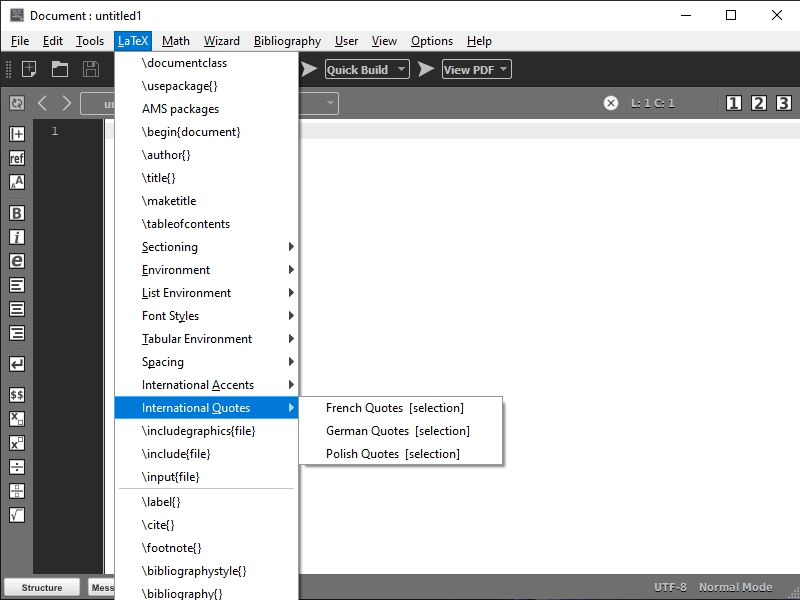 Document : untitled1
File Edit Tools LaTeX Math Wizard Bibliography User View Options Help
Quick Build View PDF
un L: 1 C: 1 1 2 3
1
\documentclass
\usepackage{}
AMS packages
\begin{document}
\author{}
\title{}
\maketitle
\tableofcontents
Sectioning
Environment
List Environment
Font Styles
Tabular Environment
Spacing
International Accents
International Quotes
French Quotes [selection]
German Quotes [selection]
Polish Quotes [selection]
\includegraphics{file}
\include{file}
\input{file}
\label{}
\cite{}
\footnote{}
\bibliographystyle{}
\bibliography{}
ref
B
i
e
$$
Structure Mess UTF-8 Normal Mode